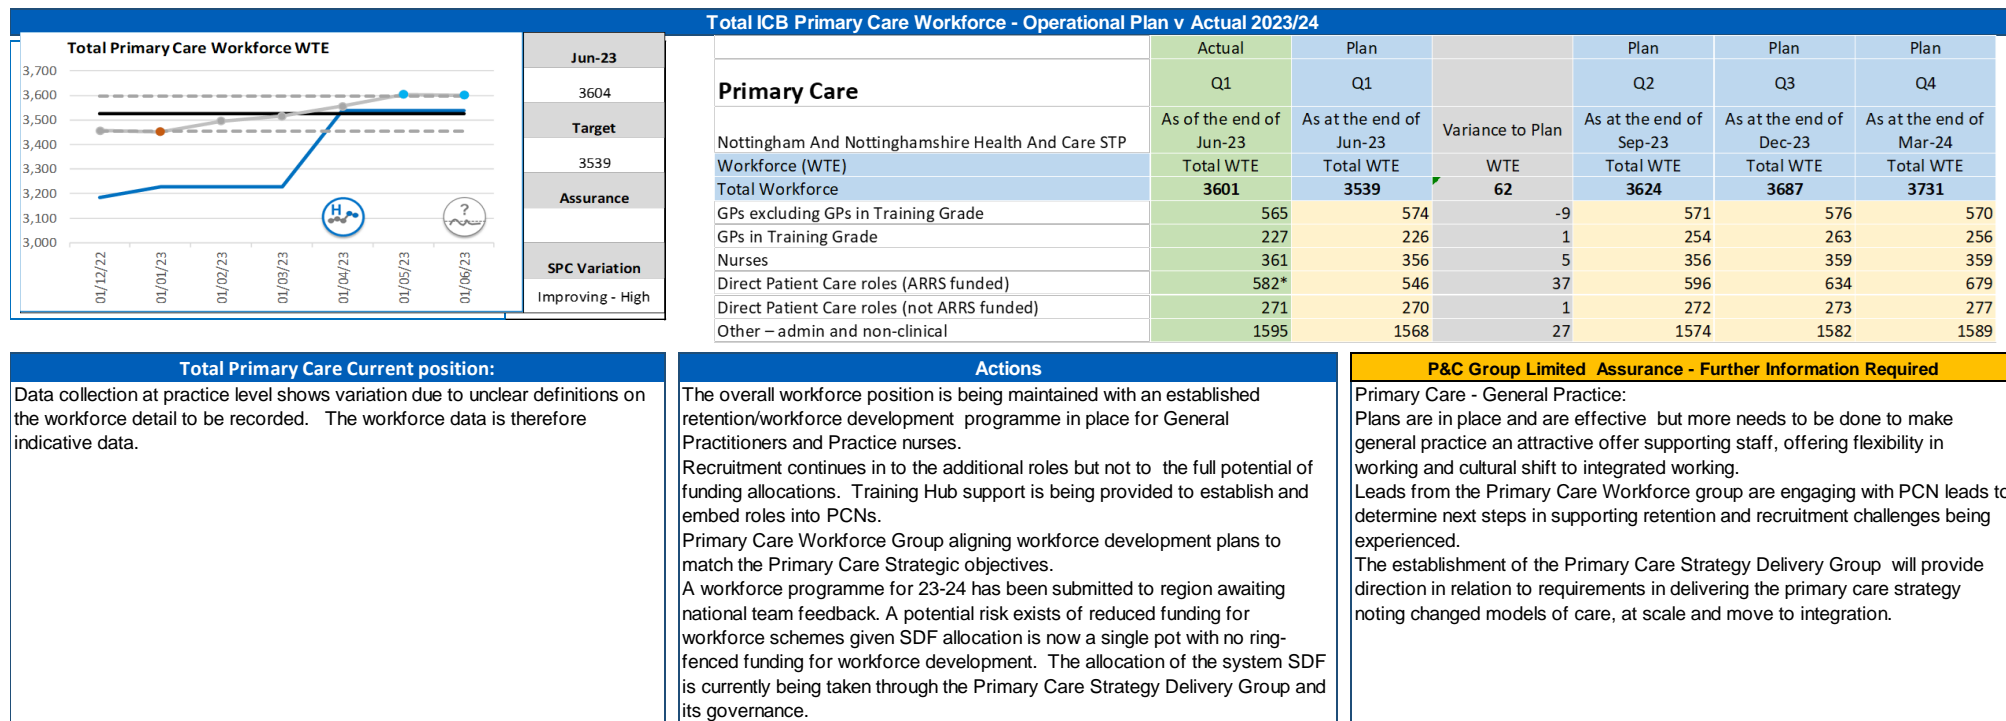 Total ICB Primary Care Workforce - Operational Plan v Actual 2023/24
Total Primary Care Workforce WTE
3,700
3,600
3,500
3,400
3,300
3,200
3,100
3,000
01/12/22
01/01/23
01/02/23
01/03/23
01/04/23
01/05/23
01/06/23
H
?
Jun-23
3604
Target
3539
Assurance
SPC Variation
Improving - High
Actual Plan Plan Plan Plan
Primary Care Q1 Q1 Q2 Q3 Q4
As of the end of As at the end of As at the end of As at the end of As at the end of
Nottingham And Nottinghamshire Health And Care STP Jun-23 Jun-23 Variance to Plan Sep-23 Dec-23 Mar-24
Workforce (WTE) Total WTE Total WTE WTE Total WTE Total WTE Total WTE
Total Workforce 3601 3539 62 3624 3687 3731
GPs excluding GPs in Training Grade 565 574 -9 571 576 570
GPs in Training Grade 227 226 1 254 263 256
Nurses 361 356 5 356 359 359
Direct Patient Care roles (ARRS funded) 582* 546 37 596 634 679
Direct Patient Care roles (not ARRS funded) 271 270 1 272 273 277
Other – admin and non-clinical 1595 1568 27 1574 1582 1589
Total Primary Care Current position:
Data collection at practice level shows variation due to unclear definitions on
the workforce detail to be recorded. The workforce data is therefore
indicative data.
Actions
The overall workforce position is being maintained with an established
retention/workforce development programme in place for General
Practitioners and Practice nurses.
Recruitment continues in to the additional roles but not to the full potential of
funding allocations. Training Hub support is being provided to establish and
embed roles into PCNs.
Primary Care Workforce Group aligning workforce development plans to
match the Primary Care Strategic objectives.
A workforce programme for 23-24 has been submitted to region awaiting
national team feedback. A potential risk exists of reduced funding for
workforce schemes given SDF allocation is now a single pot with no ring-
fenced funding for workforce development. The allocation of the system SDF
is currently being taken through the Primary Care Strategy Delivery Group and
its governance.
P&C Group Limited Assurance - Further Information Required
Primary Care - General Practice:
Plans are in place and are effective but more needs to be done to make
general practice an attractive offer supporting staff, offering flexibility in
working and cultural shift to integrated working.
Leads from the Primary Care Workforce group are engaging with PCN leads to
determine next steps in supporting retention and recruitment challenges being
experienced.
The establishment of the Primary Care Strategy Delivery Group will provide
direction in relation to requirements in delivering the primary care strategy
noting changed models of care, at scale and move to integration.